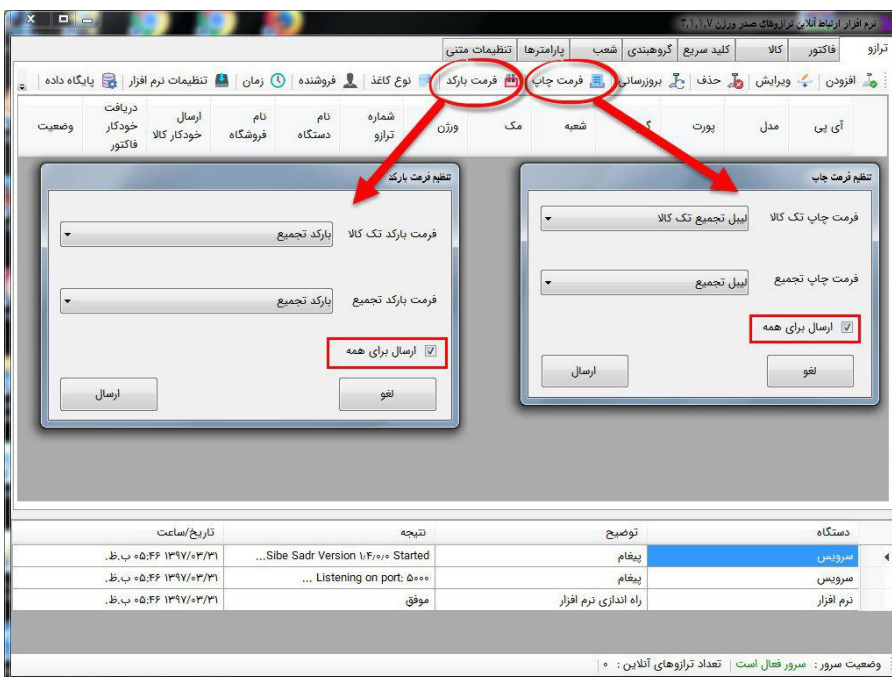 نرم افزار ارتباط آنلاین ترازوهای صدر ورژن ۳,۱,۱,۷
ترازو فاکتور کالا کلید سریع گروهبندی شعب پارامترها تنظیمات متنی
افزودن ویرایش حذف بروزرسانی فرمت چاپ فرمت بارکد نوع کاغذ فروشنده زمان تنظیمات نرم افزار پایگاه داده
آی پی مدل پورت شعبه مک ورژن شماره ترازو نام دستگاه نام فروشگاه ارسال خودکار کالا دریافت خودکار فاکتور وضعیت
تنظیم فرمت چاپ
فرمت چاپ تک کالا لیبل تجمیع تک کالا
فرمت چاپ تجمیع لیبل تجمیع
ارسال برای همه
لغو ارسال
تنظیم فرمت بارکد
فرمت بارکد تک کالا بارکد تجمیع
فرمت بارکد تجمیع بارکد تجمیع
ارسال برای همه
لغو ارسال
دستگاه توضیح نتیجه تاریخ/ساعت
سرویس پیغام Sibe Sadr Version ۱/۴/۰/۰ Started... ۱۳۹۷/۰۳/۳۱ ۰۵:۴۶ ب.ظ.
سرویس پیغام Listening on port: ۵۰۰۰ ... ۱۳۹۷/۰۳/۳۱ ۰۵:۴۶ ب.ظ.
نرم افزار راه اندازی نرم افزار موفق ۱۳۹۷/۰۳/۳۱ ۰۵:۴۶ ب.ظ.
وضعیت سرور : سرور فعال است تعداد ترازوهای آنلاین : ۰